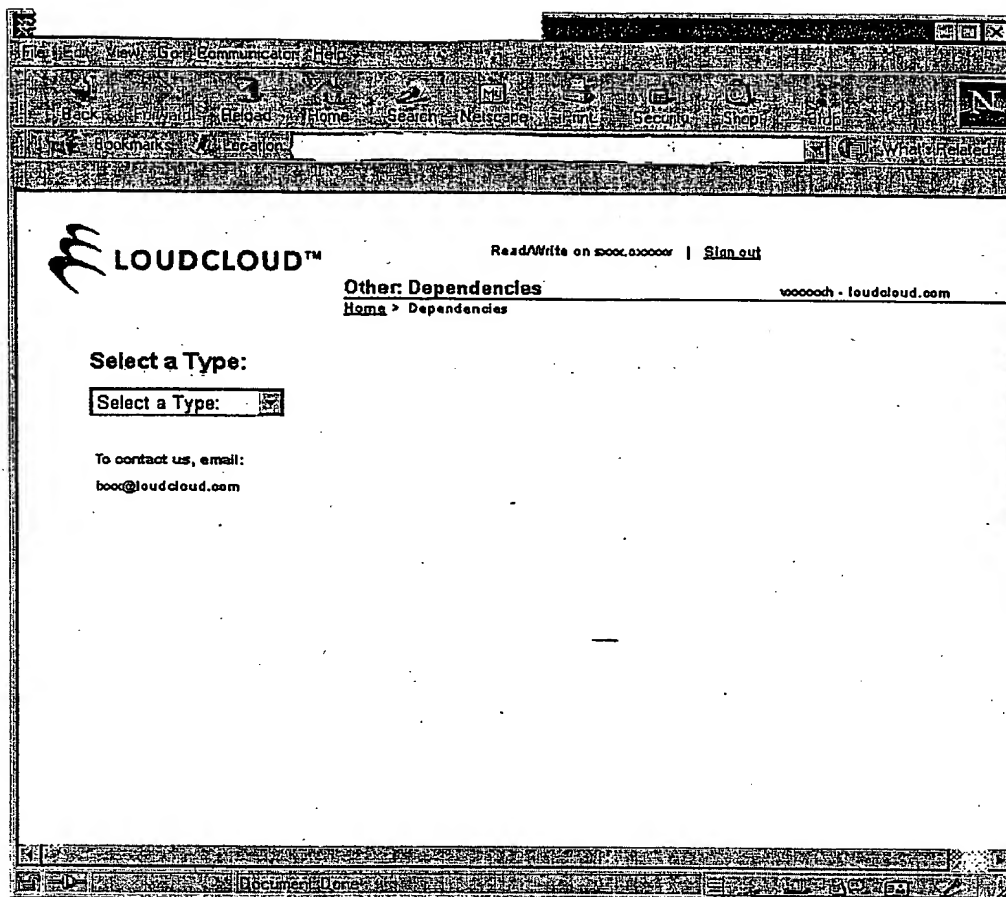 File Edit View Go Communicator Help
Back Forward Reload Home Search Netscape Print Security Shop
Bookmarks Location What's Related
LOUDCLOUD™
Read/Write on | Sign out
Other: Dependencies - loudcloud.com
Home > Dependencies
Select a Type:
Select a Type:
To contact us, email:
@loudcloud.com
Document Done